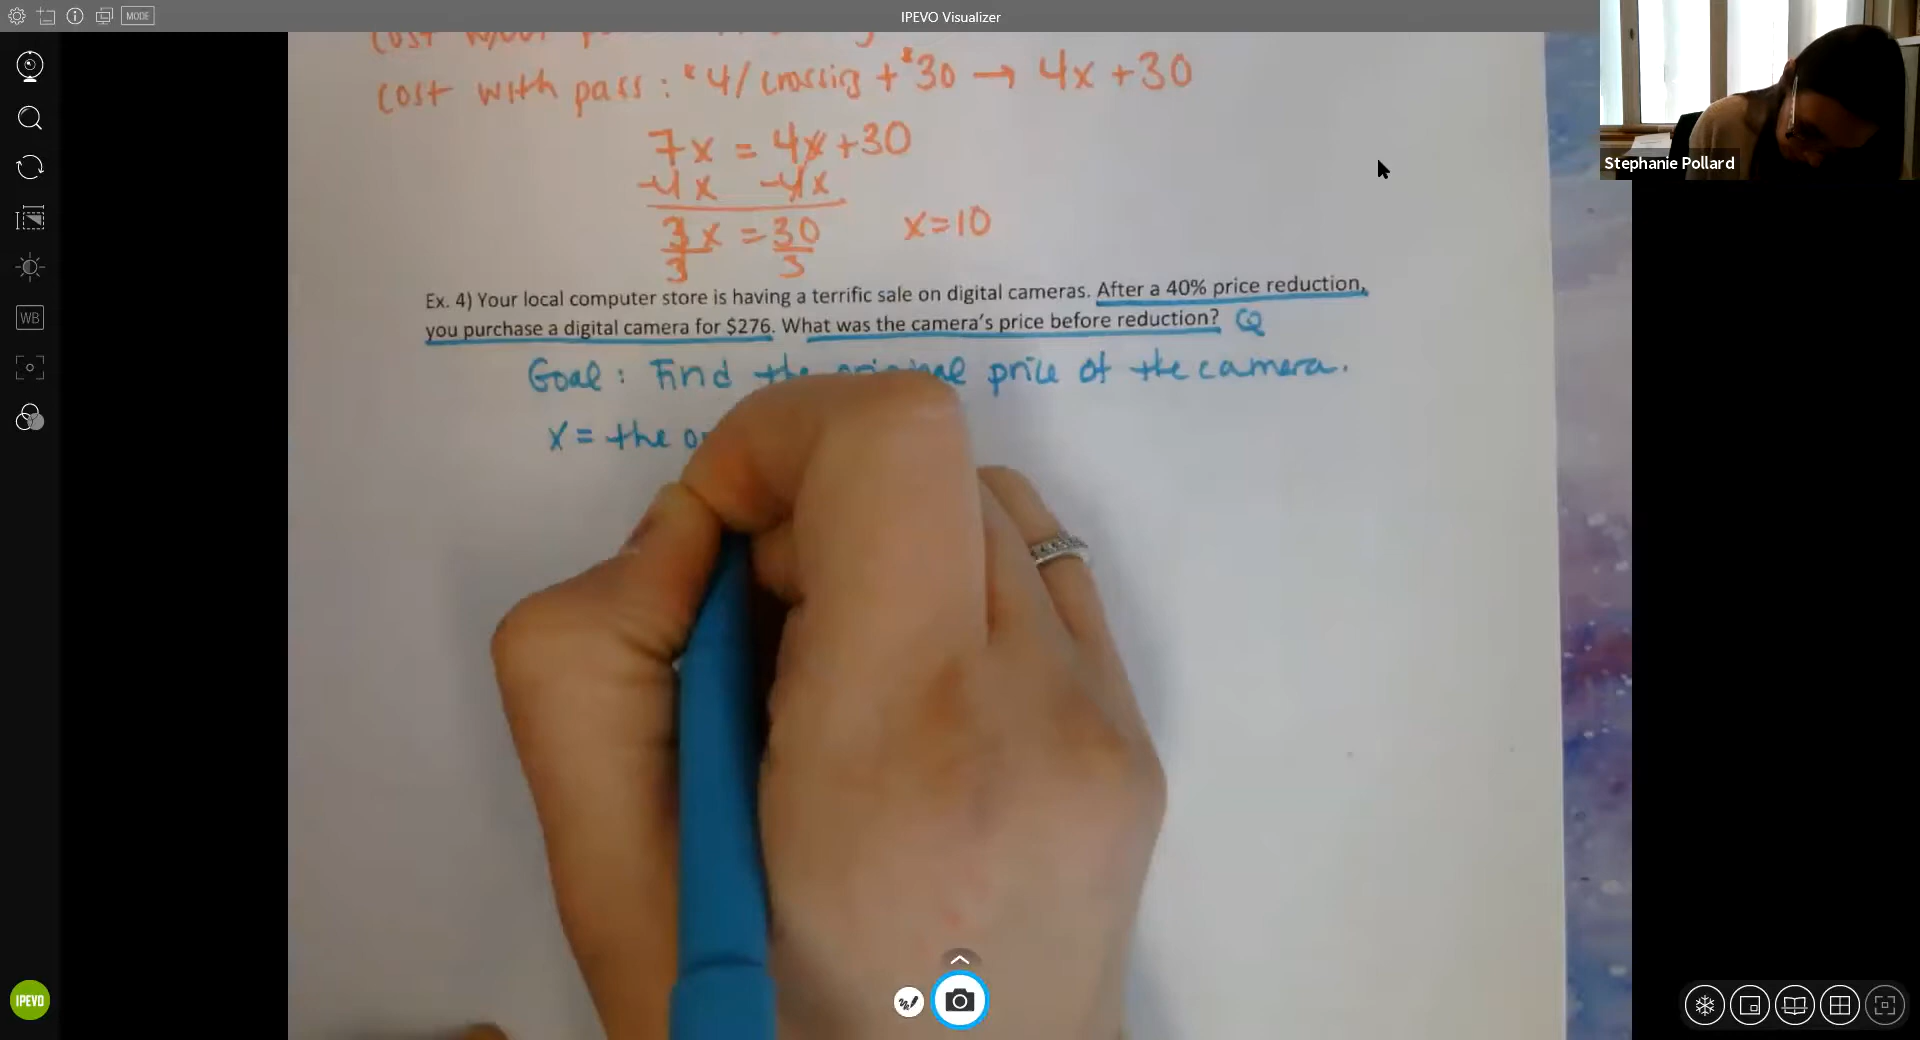 IPEVO Visualizer
MODE
Stephanie Pollard
WB
cost with pass : $4/crossing + $30 → 4x + 30
7x = 4x + 30
-4x -4x
3x = 30
3 3
x = 10
Ex. 4) Your local computer store is having a terrific sale on digital cameras. After a 40% price reduction,
you purchase a digital camera for $276. What was the camera's price before reduction? Q
Goal: Find the original price of the camera.
x = the
IPEVO